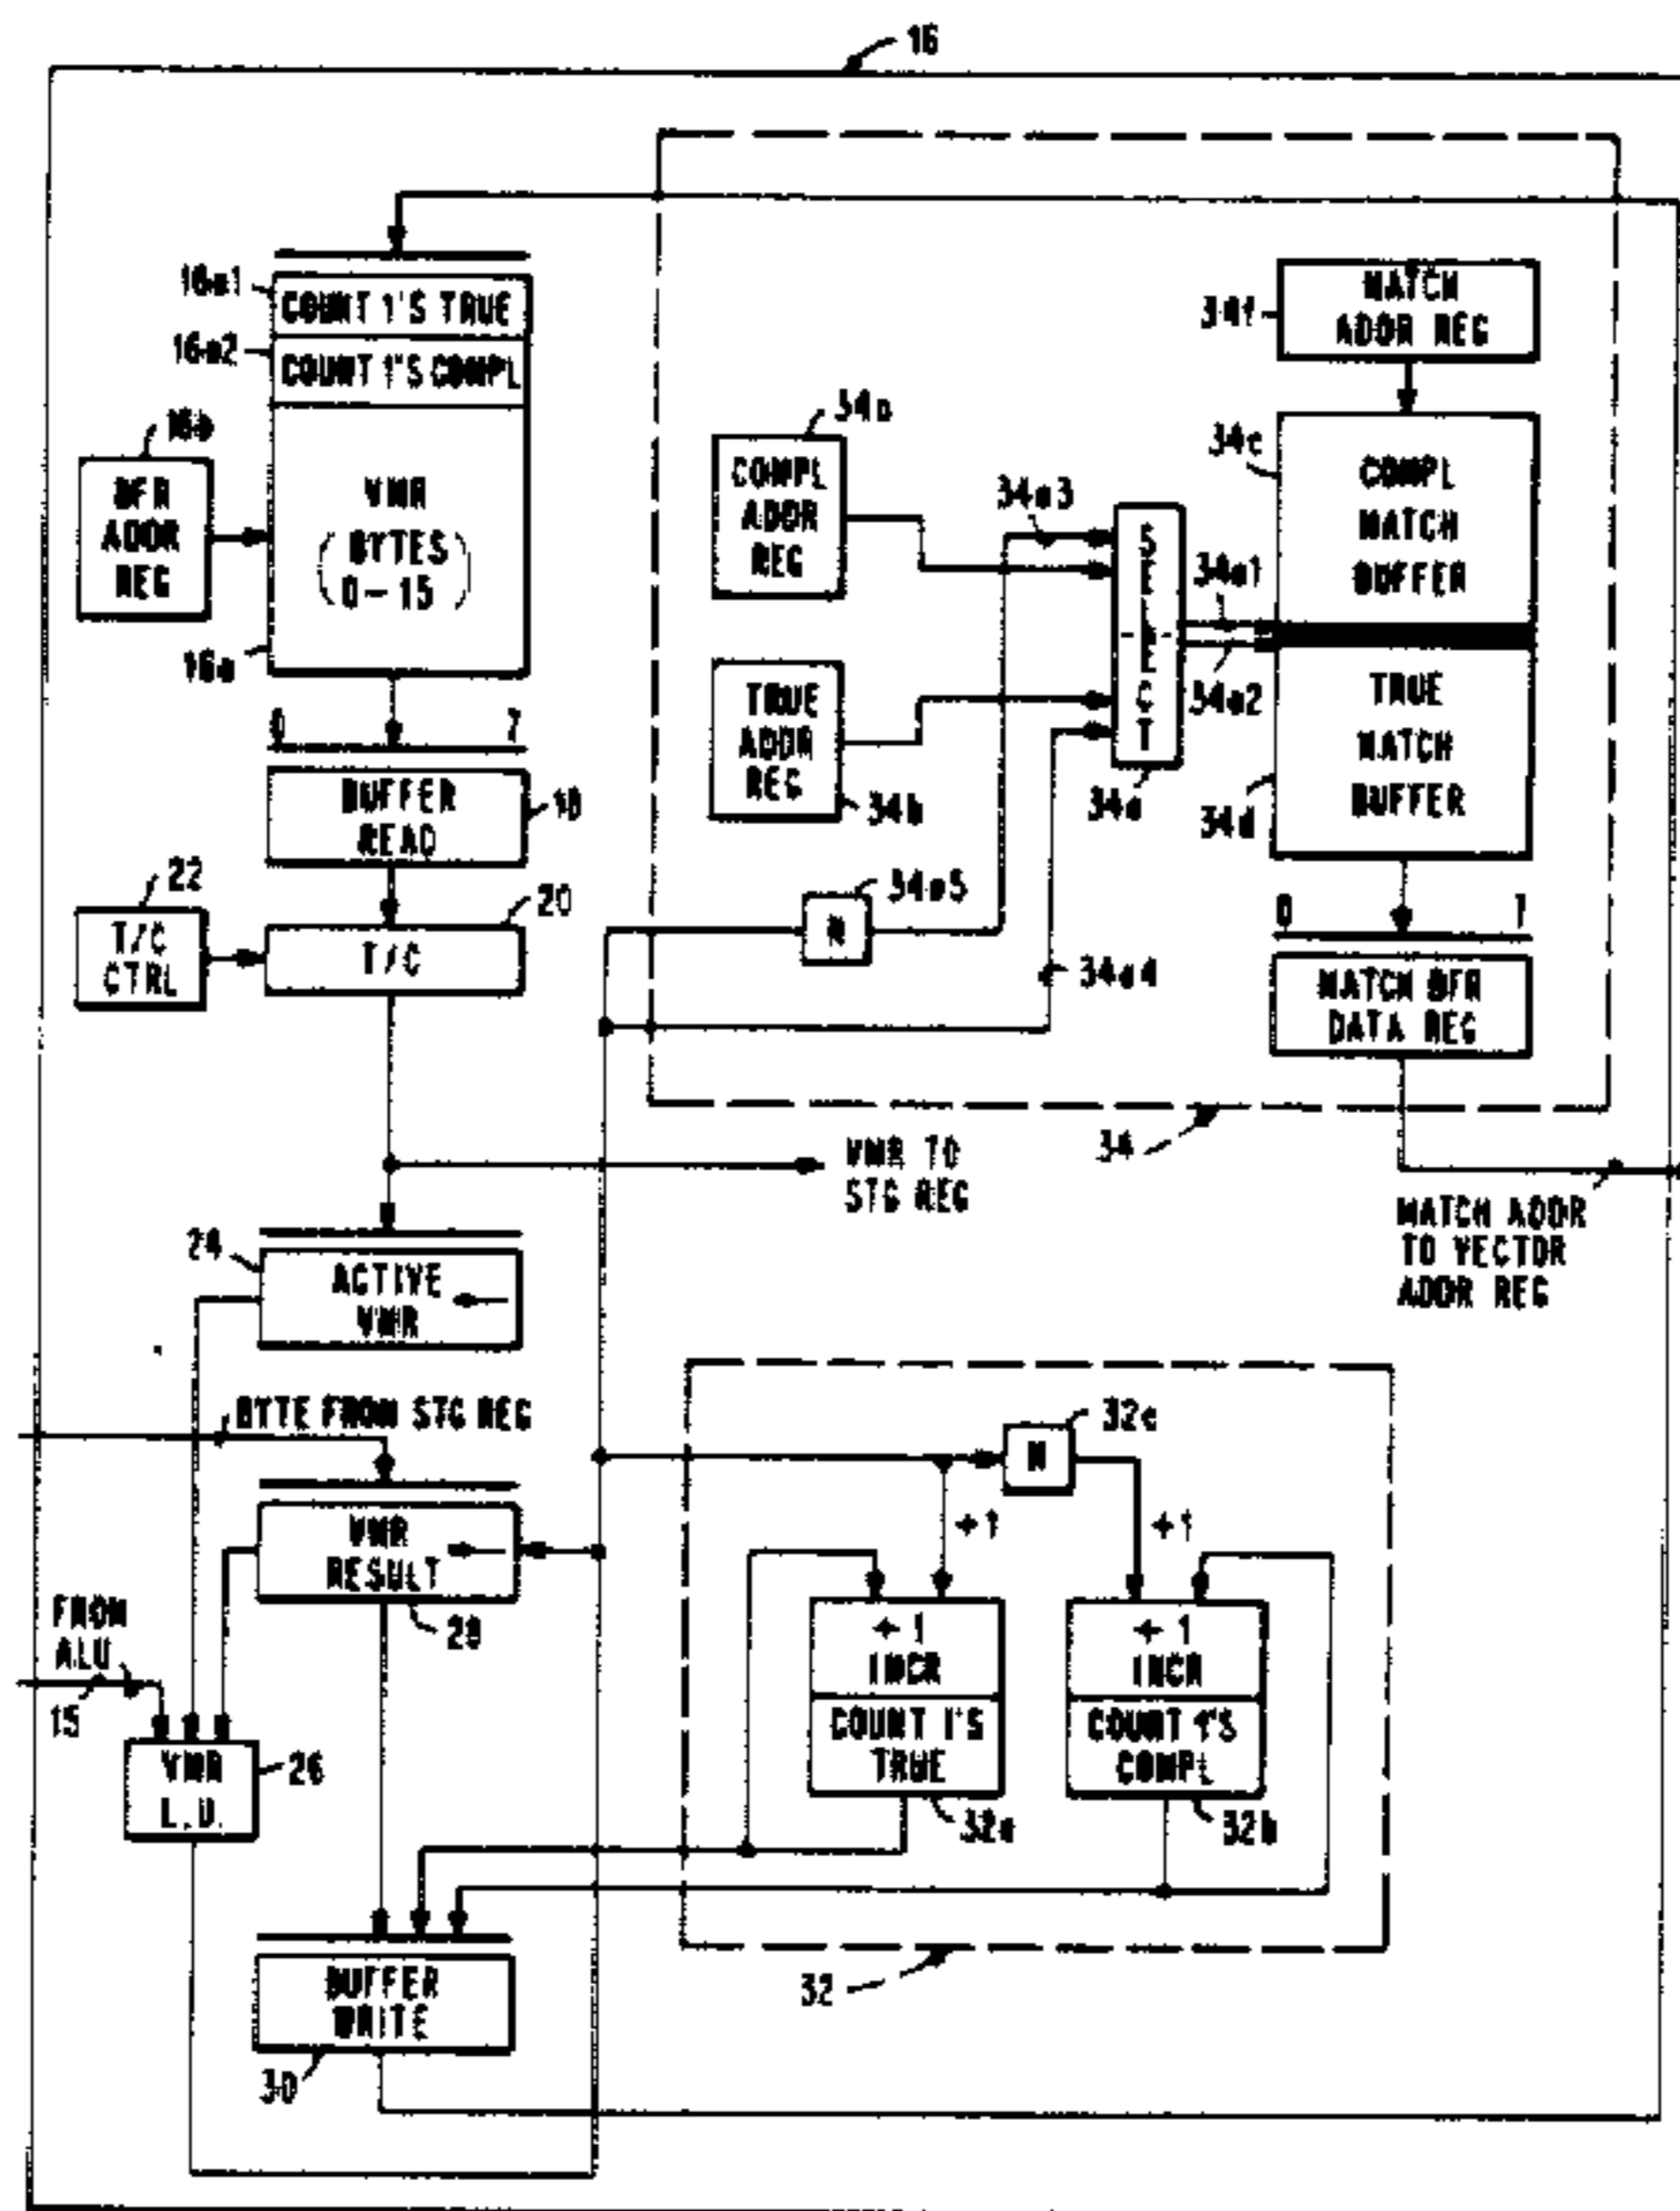 16
16a1
COUNT 1'S TRUE
16a2
COUNT 1'S COMPL
16b
BFR
ADDR
REG
VMR
(BYTES
0-15)
16a
0 7
BUFFER
READ
18
22
T/C
CTRL
20
T/C
34f
MATCH
ADDR REG
COMPL
ADDR
REG
34a3
34c
COMPL
MATCH
BUFFER
SELECT
34a1
34a2
TRUE
ADDR
REG
34b
34d
TRUE
MATCH
BUFFER
34a5
N
34a4
0
MATCH BFR
DATA REG
34
VMR TO
STG REG
MATCH ADDR
TO VECTOR
ADDR REG
24
ACTIVE
VMR
BYTE FROM STG REG
VMR
RESULT
28
FROM
ALU
15
VMR
L.U.
26
32c
N
+1
+1
+1
INCR
COUNT 1'S
TRUE
32a
+1
INCR
COUNT 1'S
COMPL
32b
BUFFER
WRITE
30
32